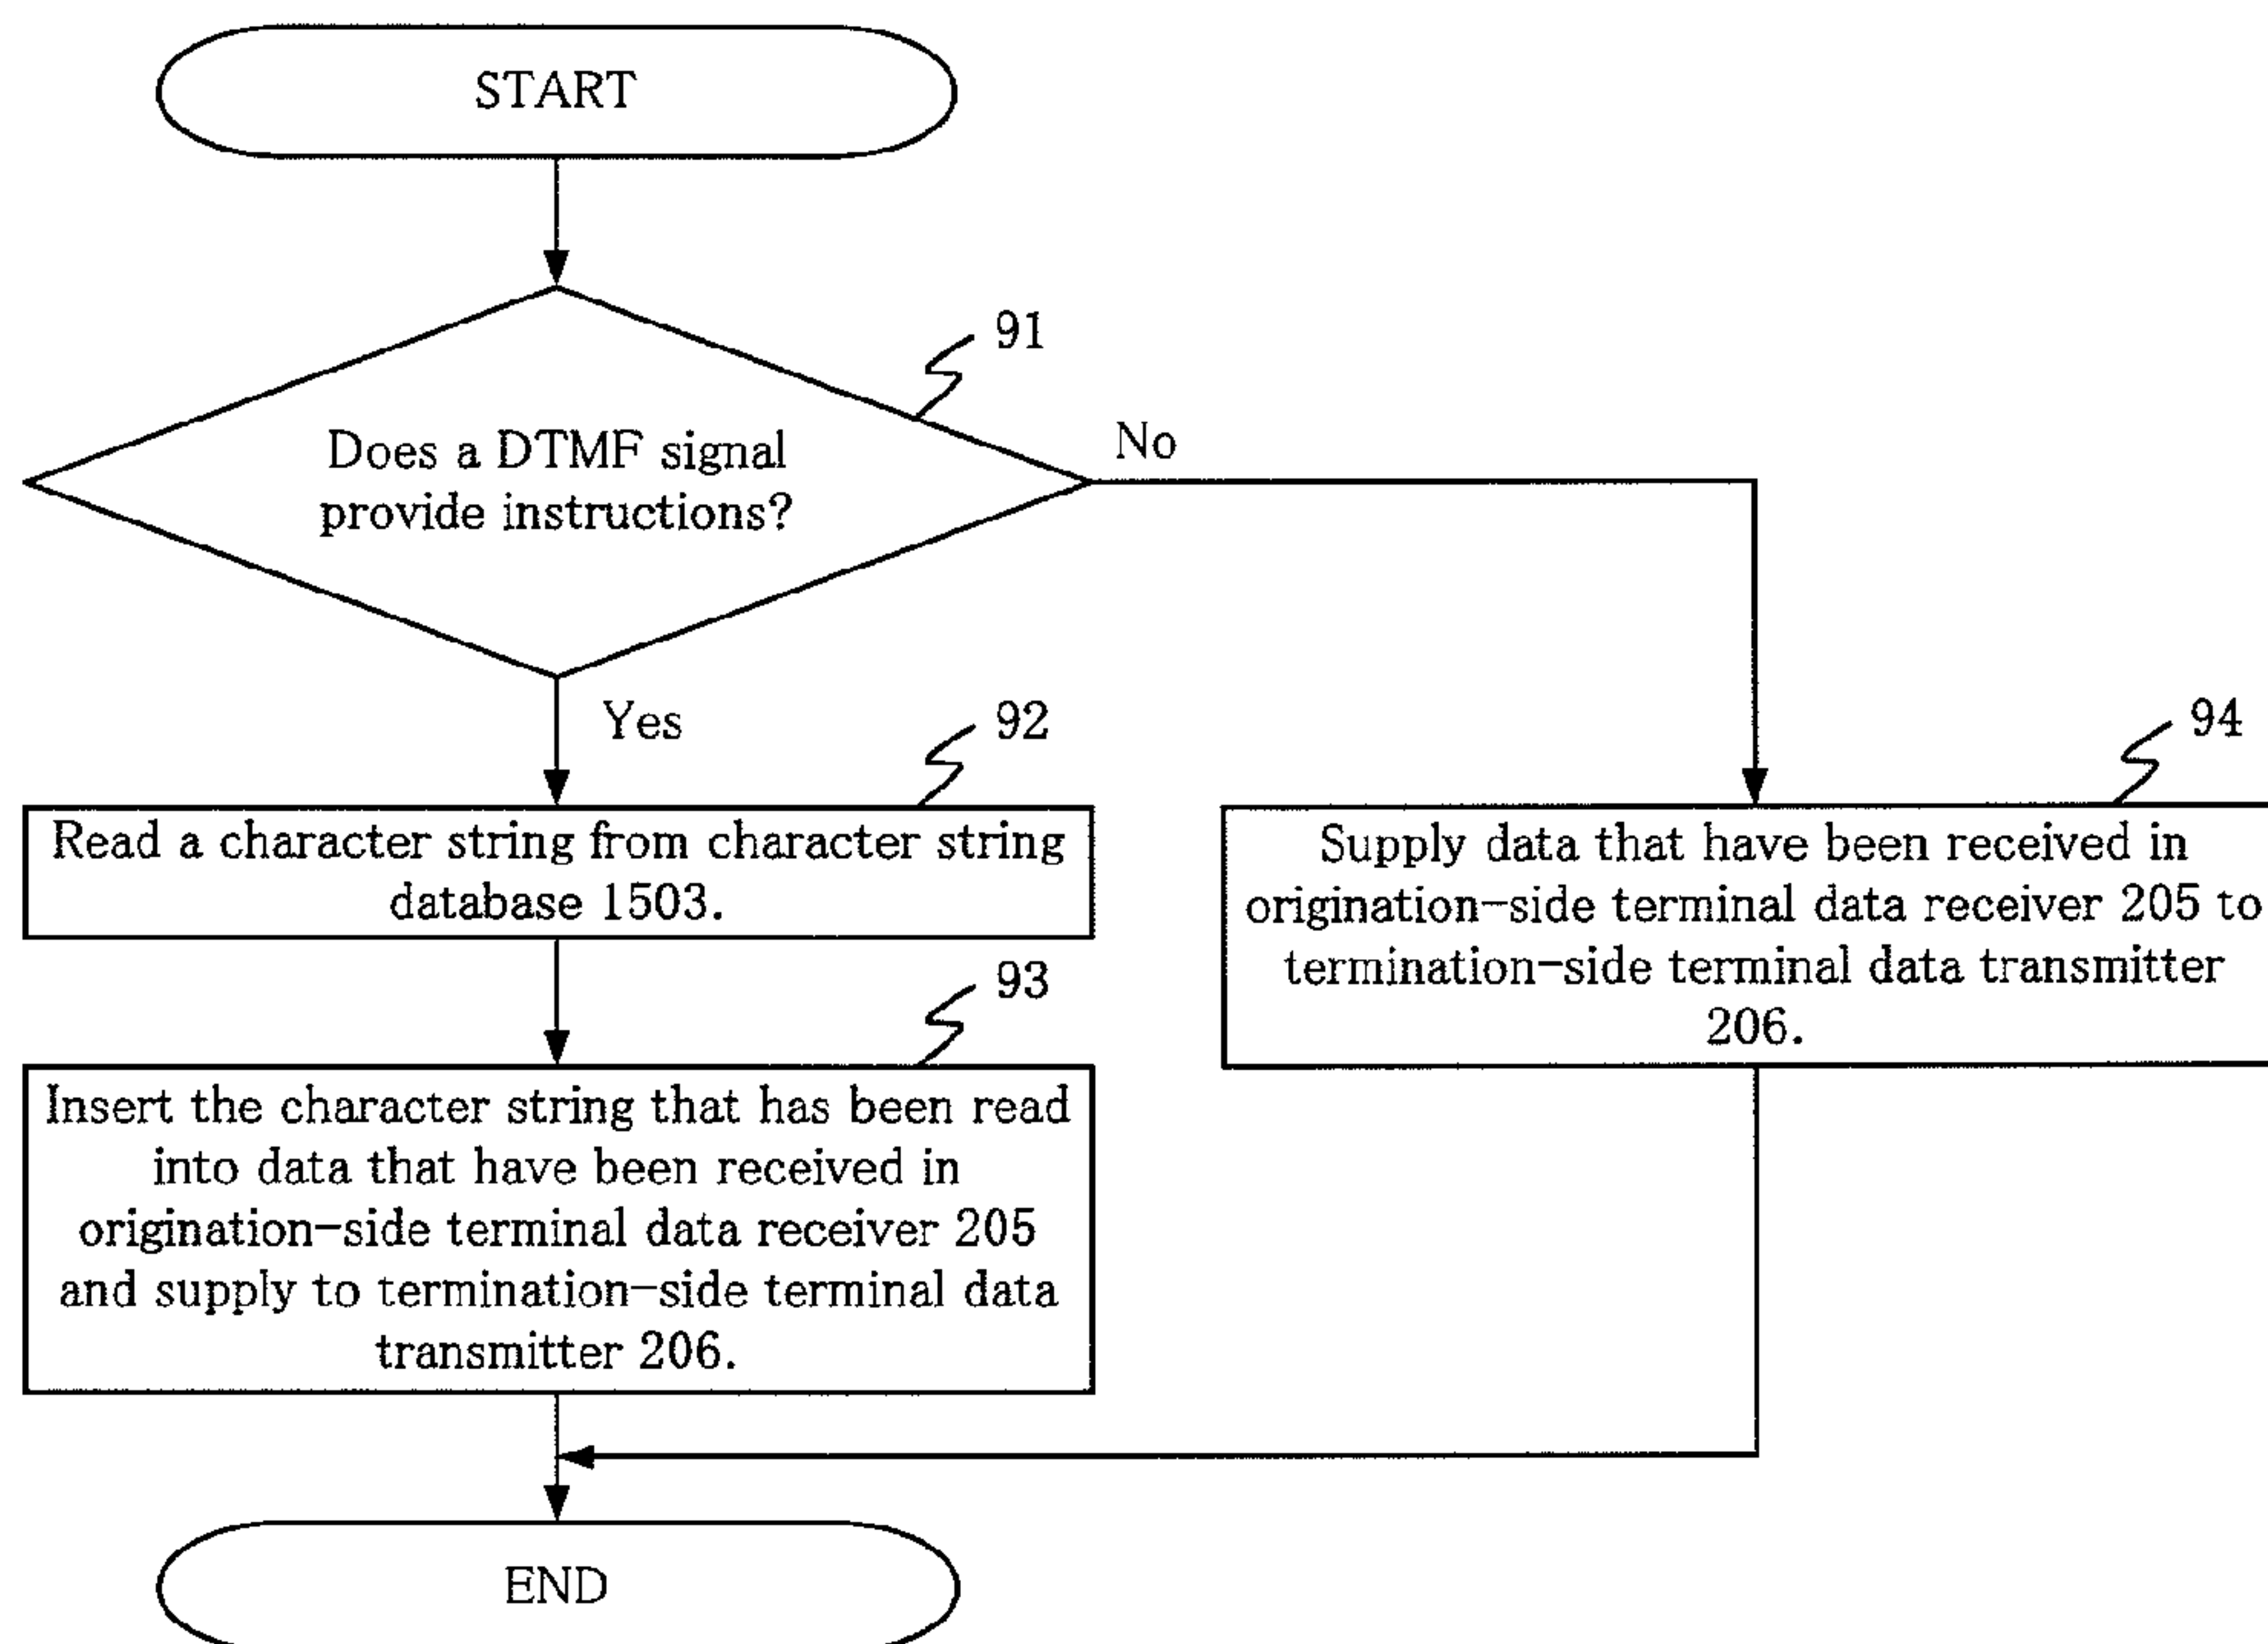 START
91
Does a DTMF signal
provide instructions?
No
Yes
92
Read a character string from character string
database 1503.
94
Supply data that have been received in
origination-side terminal data receiver 205 to
termination-side terminal data transmitter
206.
93
Insert the character string that has been read
into data that have been received in
origination-side terminal data receiver 205
and supply to termination-side terminal data
transmitter 206.
END